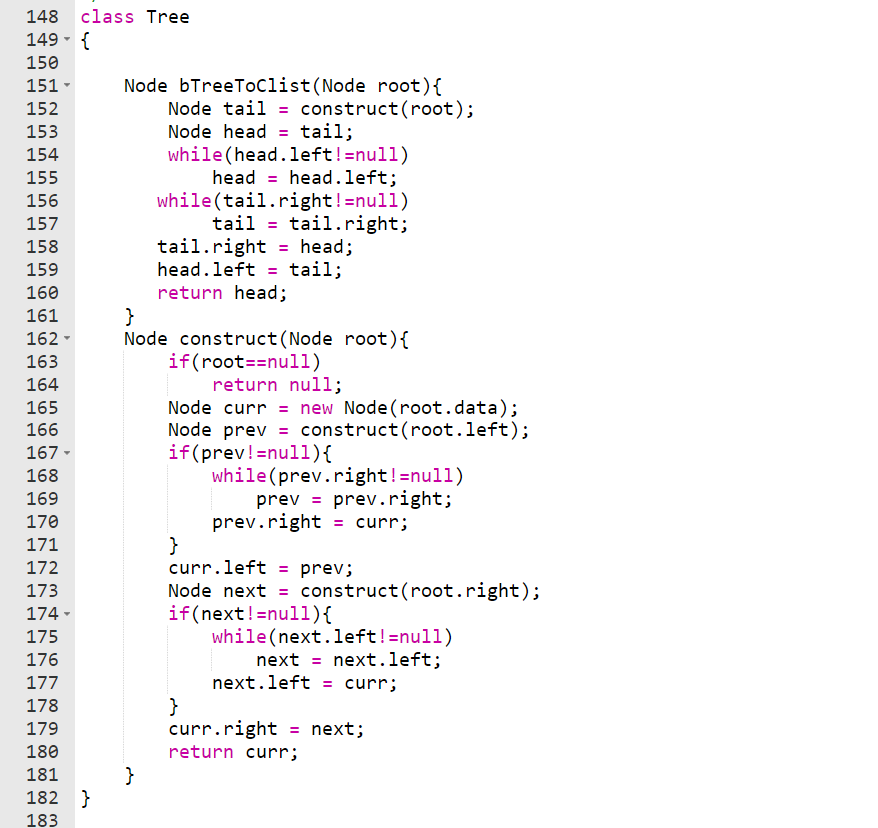 148 class Tree
149 {
150
151 Node bTreeToClist(Node root){
152 Node tail = construct(root);
153 Node head = tail;
154 while(head.left!=null)
155 head = head.left;
156 while(tail.right!=null)
157 tail = tail.right;
158 tail.right = head;
159 head.left = tail;
160 return head;
161 }
162 Node construct(Node root){
163 if(root==null)
164 return null;
165 Node curr = new Node(root.data);
166 Node prev = construct(root.left);
167 if(prev!=null){
168 while(prev.right!=null)
169 prev = prev.right;
170 prev.right = curr;
171 }
172 curr.left = prev;
173 Node next = construct(root.right);
174 if(next!=null){
175 while(next.left!=null)
176 next = next.left;
177 next.left = curr;
178 }
179 curr.right = next;
180 return curr;
181 }
182 }
183